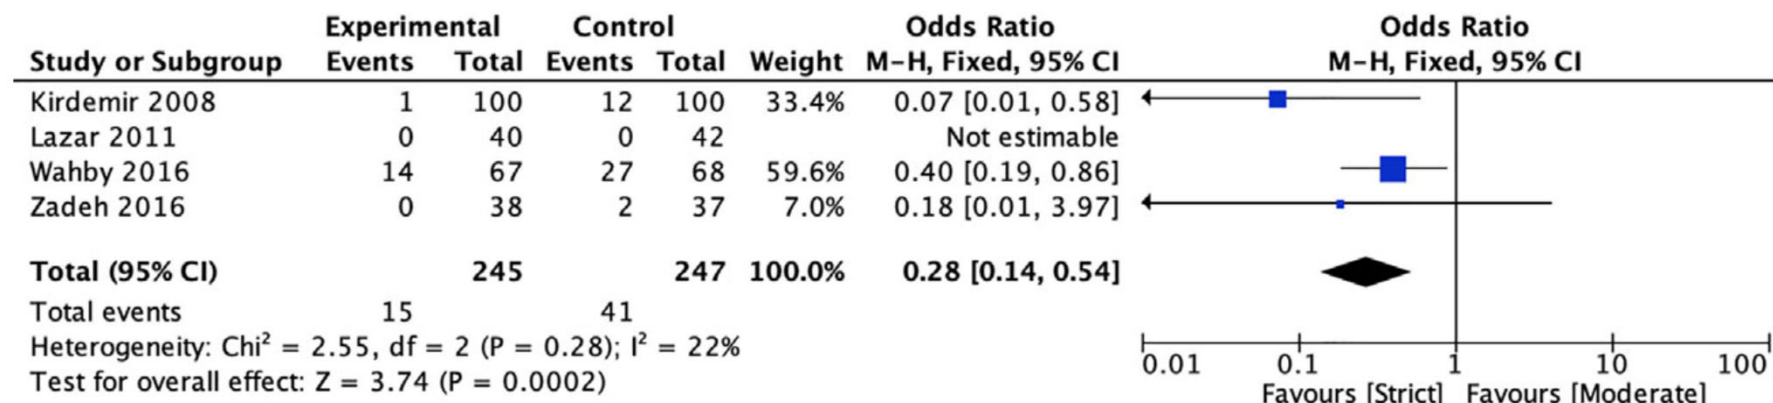 Experimental Control Odds Ratio Odds Ratio
Study or Subgroup Events Total Events Total Weight M-H, Fixed, 95% CI M-H, Fixed, 95% CI
Kirdemir 2008 1 100 12 100 33.4% 0.07 [0.01, 0.58]
Lazar 2011 0 40 0 42 Not estimable
Wahby 2016 14 67 27 68 59.6% 0.40 [0.19, 0.86]
Zadeh 2016 0 38 2 37 7.0% 0.18 [0.01, 3.97]
Total (95% CI) 245 247 100.0% 0.28 [0.14, 0.54]
Total events 15 41
Heterogeneity: Chi² = 2.55, df = 2 (P = 0.28); I² = 22%
Test for overall effect: Z = 3.74 (P = 0.0002)
0.01 0.1 1 10 100
Favours [Strict] Favours [Moderate]